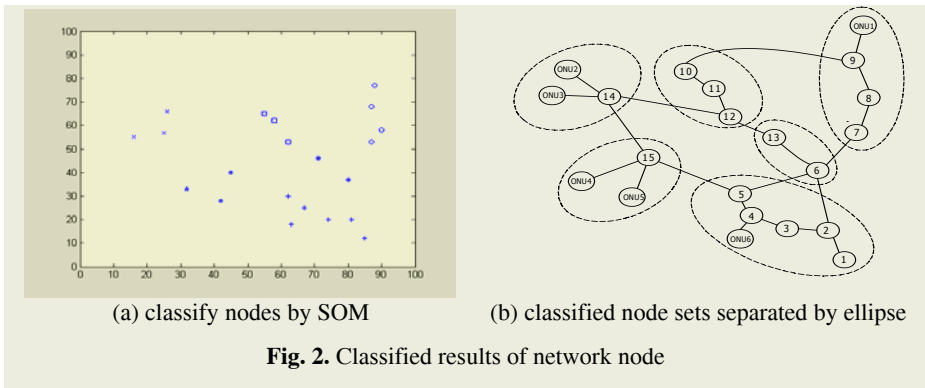 100
90
80
70
60
50
40
30
20
10
0
0 10 20 30 40 50 60 70 80 90 100
ONU1
9
8
7
10
11
12
ONU2
ONU3
14
13
6
15
ONU4
ONU5
5
4
3
2
ONU6
1
(a) classify nodes by SOM
(b) classified node sets separated by ellipse
Fig. 2. Classified results of network node